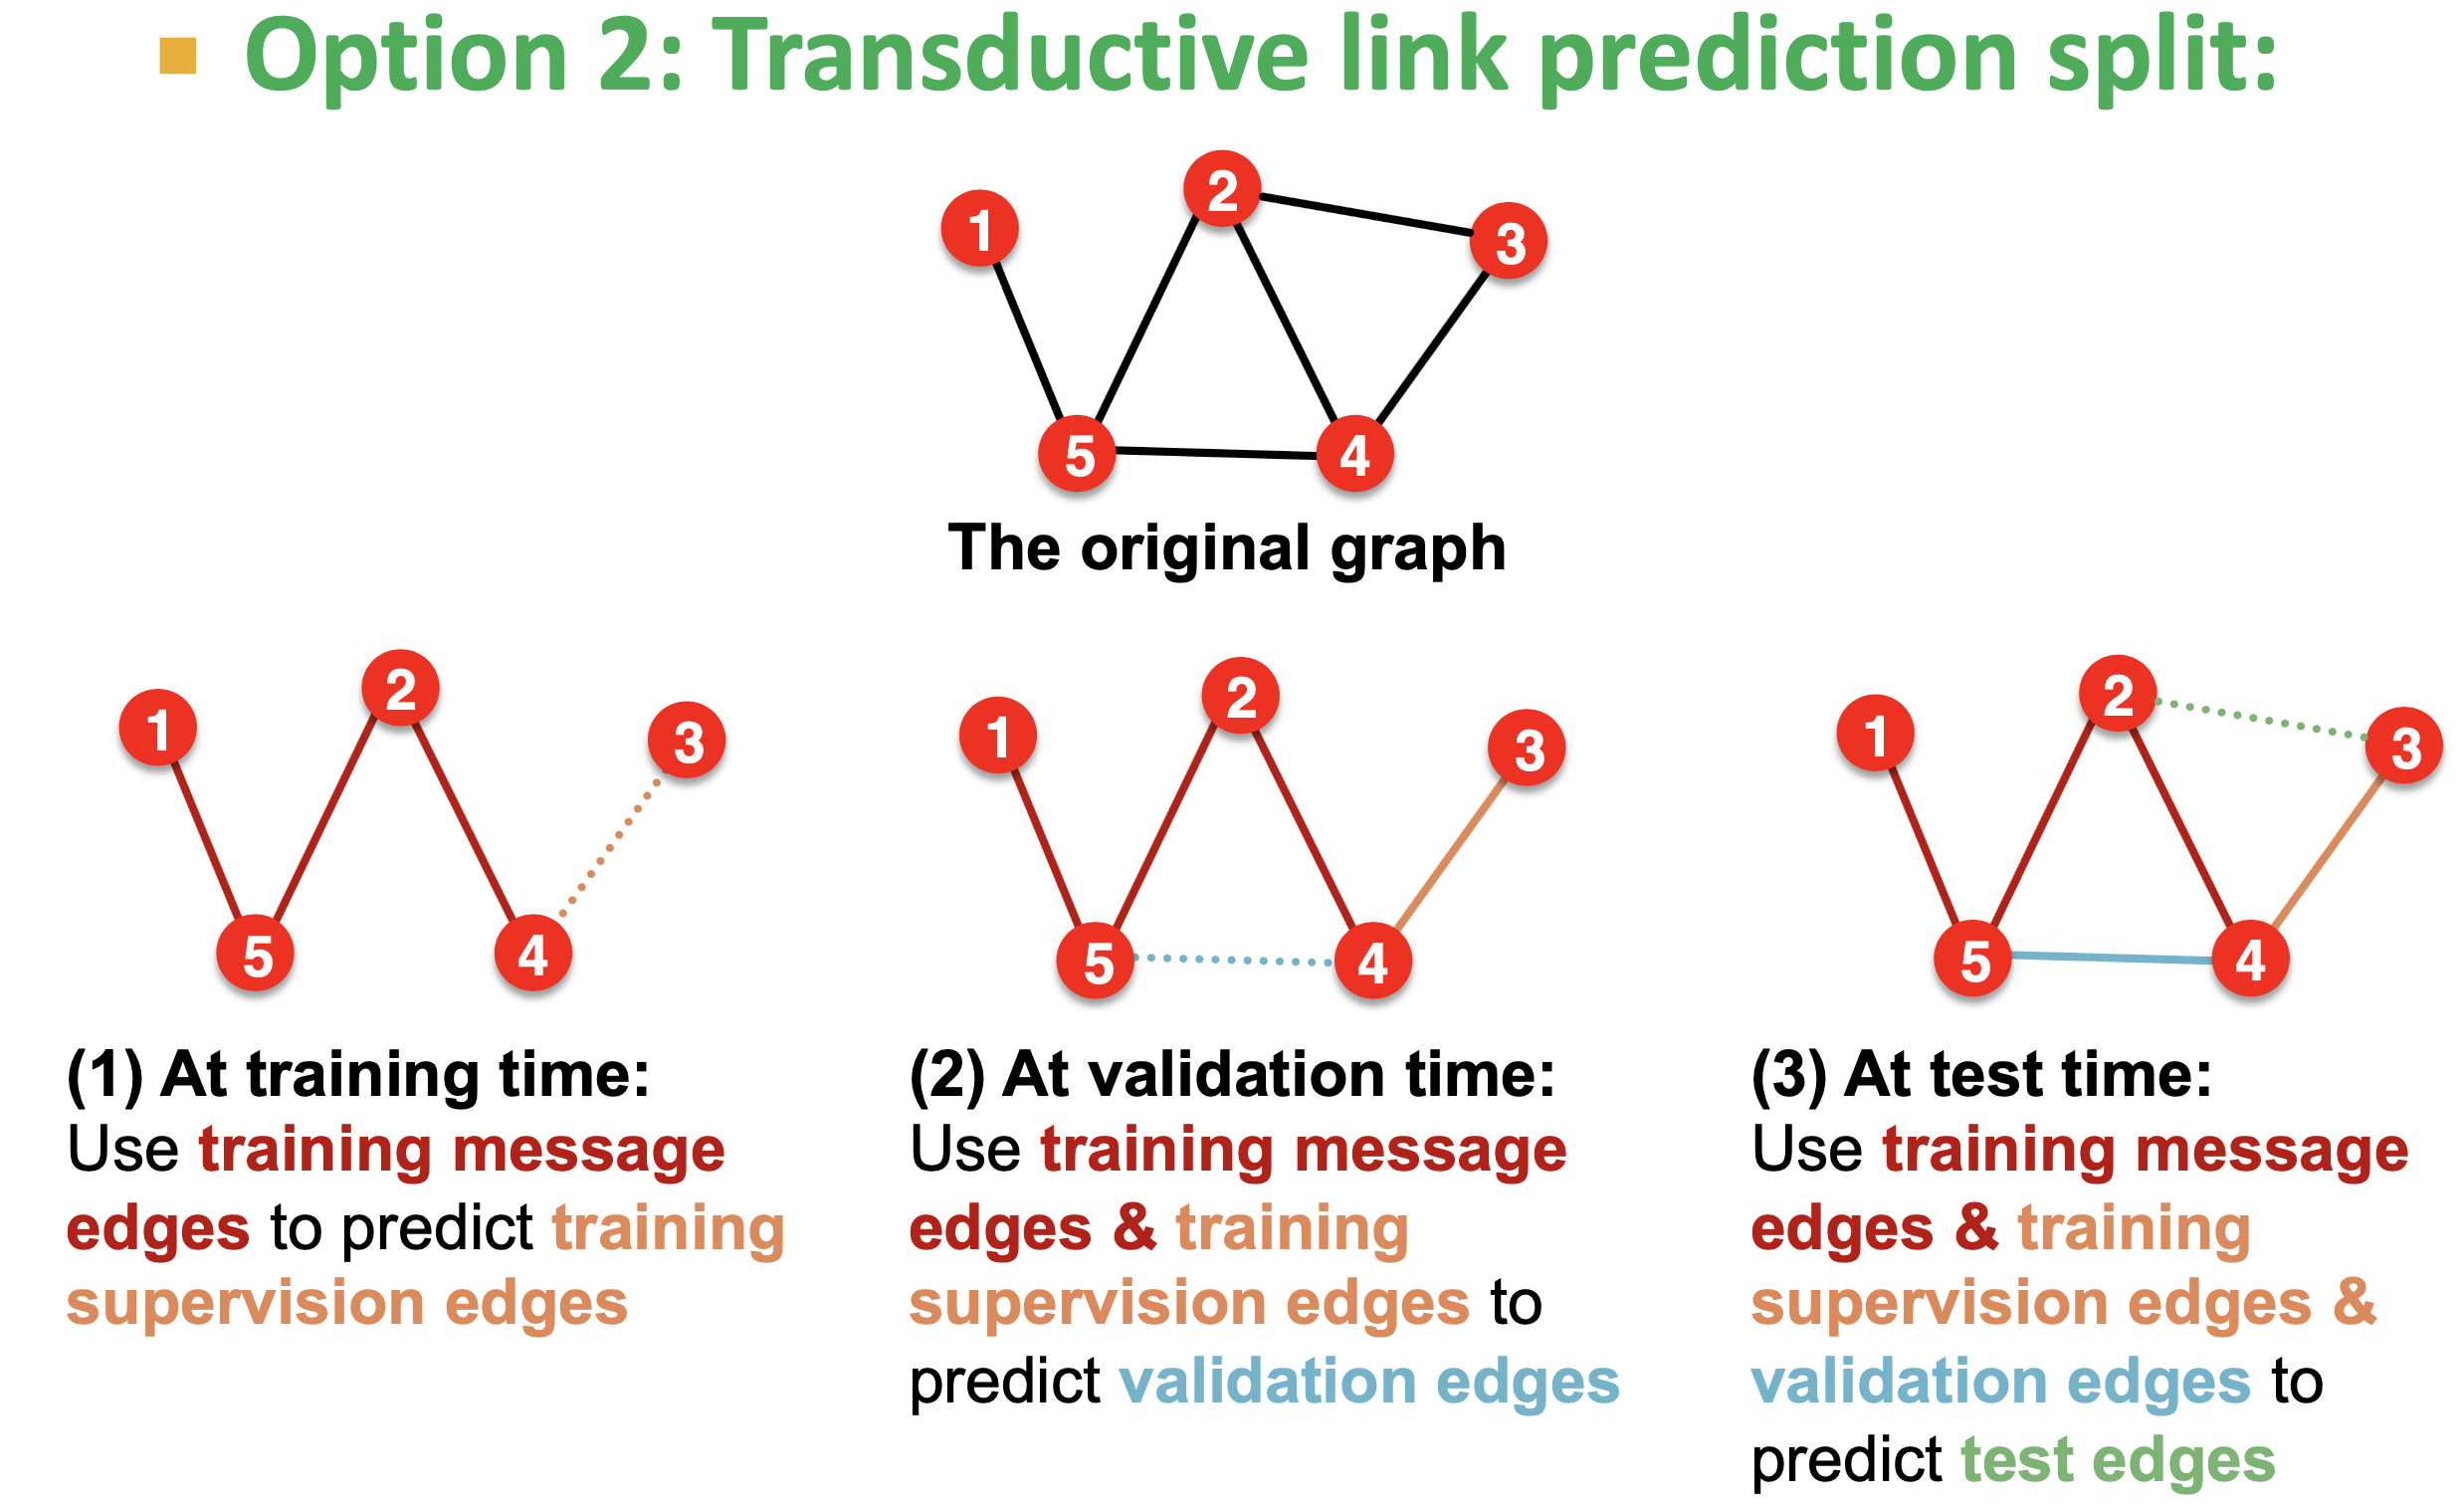 Option 2: Transductive link prediction split:
1
2
3
5
4
The original graph
1
2
3
5
4
(1) At training time:
Use training message
edges to predict training
supervision edges
1
2
3
5
4
(2) At validation time:
Use training message
edges & training
supervision edges to
predict validation edges
1
2
3
5
4
(3) At test time:
Use training message
edges & training
supervision edges &
validation edges to
predict test edges